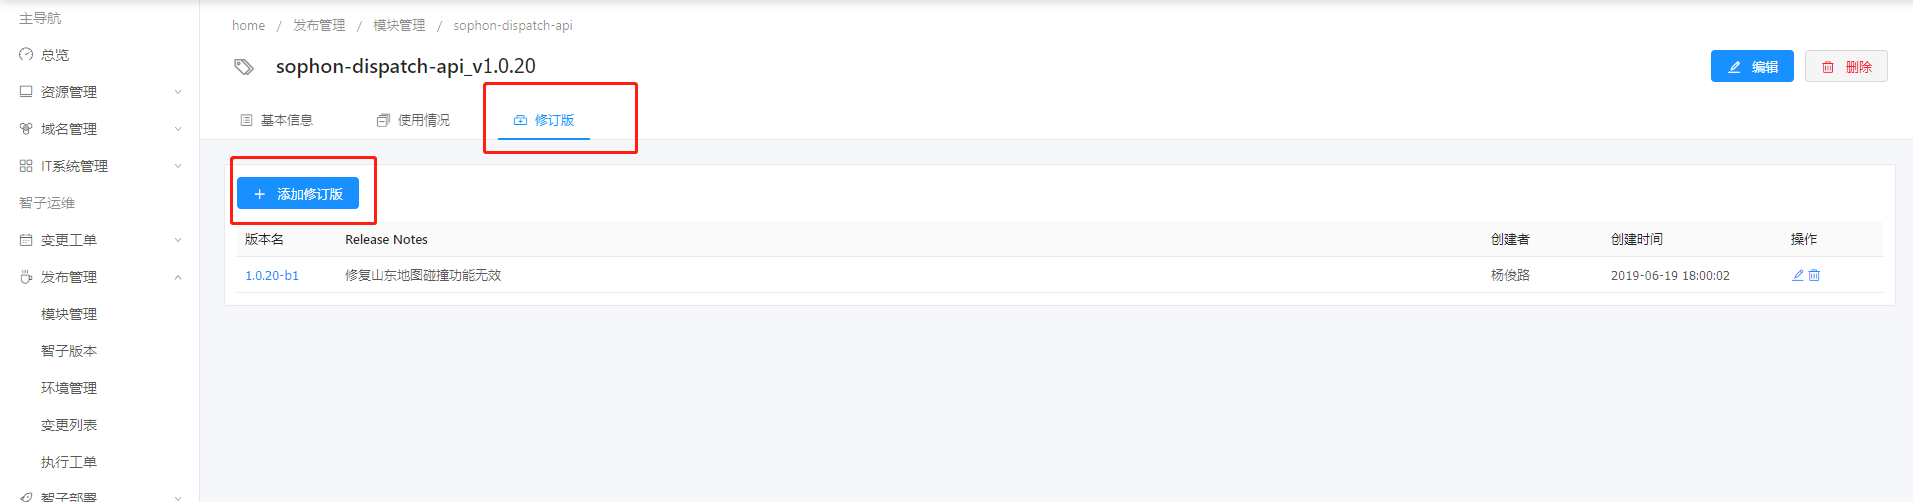 主导航
总览
资源管理
域名管理
IT系统管理
智子运维
变更工单
发布管理
模块管理
智子版本
环境管理
变更列表
执行工单
智子部署
home / 发布管理 / 模块管理 / sophon-dispatch-api
sophon-dispatch-api_v1.0.20
编辑 删除
基本信息 使用情况 修订版
添加修订版
版本名 Release Notes 创建者 创建时间 操作
1.0.20-b1 修复山东地图碰撞功能无效 杨俊路 2019-06-19 18:00:02